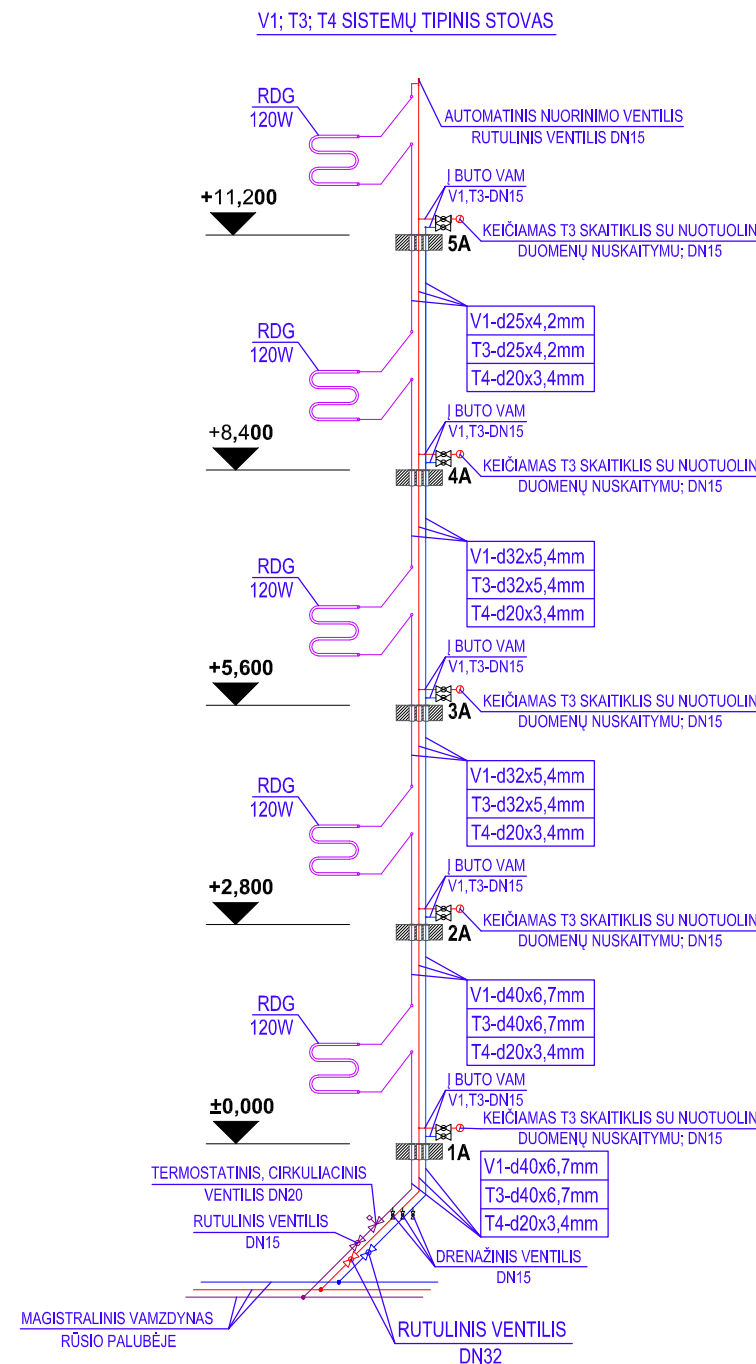 V1; T3; T4 SISTEMŲ TIPINIS STOVAS
RDG
120W
AUTOMATINIS NUORINIMO VENTILIS
RUTULINIS VENTILIS DN15
Į BUTO VAM
V1,T3-DN15
+11,200
KEIČIAMAS T3 SKAITIKLIS SU NUOTUOLIN
DUOMENŲ NUSKAITYMU; DN15
5A
V1-d25x4,2mm
T3-d25x4,2mm
T4-d20x3,4mm
RDG
120W
Į BUTO VAM
V1,T3-DN15
+8,400
KEIČIAMAS T3 SKAITIKLIS SU NUOTUOLIN
DUOMENŲ NUSKAITYMU; DN15
4A
V1-d32x5,4mm
T3-d32x5,4mm
T4-d20x3,4mm
RDG
120W
Į BUTO VAM
V1,T3-DN15
+5,600
KEIČIAMAS T3 SKAITIKLIS SU NUOTUOLIN
DUOMENŲ NUSKAITYMU; DN15
3A
V1-d32x5,4mm
T3-d32x5,4mm
T4-d20x3,4mm
RDG
120W
Į BUTO VAM
V1,T3-DN15
+2,800
KEIČIAMAS T3 SKAITIKLIS SU NUOTUOLIN
DUOMENŲ NUSKAITYMU; DN15
2A
V1-d40x6,7mm
T3-d40x6,7mm
T4-d20x3,4mm
RDG
120W
Į BUTO VAM
V1,T3-DN15
±0,000
KEIČIAMAS T3 SKAITIKLIS SU NUOTUOLIN
DUOMENŲ NUSKAITYMU; DN15
1A
V1-d40x6,7mm
T3-d40x6,7mm
T4-d20x3,4mm
TERMOSTATINIS, CIRKULIACINIS
VENTILIS DN20
RUTULINIS VENTILIS
DN15
DRENAŽINIS VENTILIS
DN15
MAGISTRALINIS VAMZDYNAS
RŪSIO PALUBĖJE
RUTULINIS VENTILIS
DN32